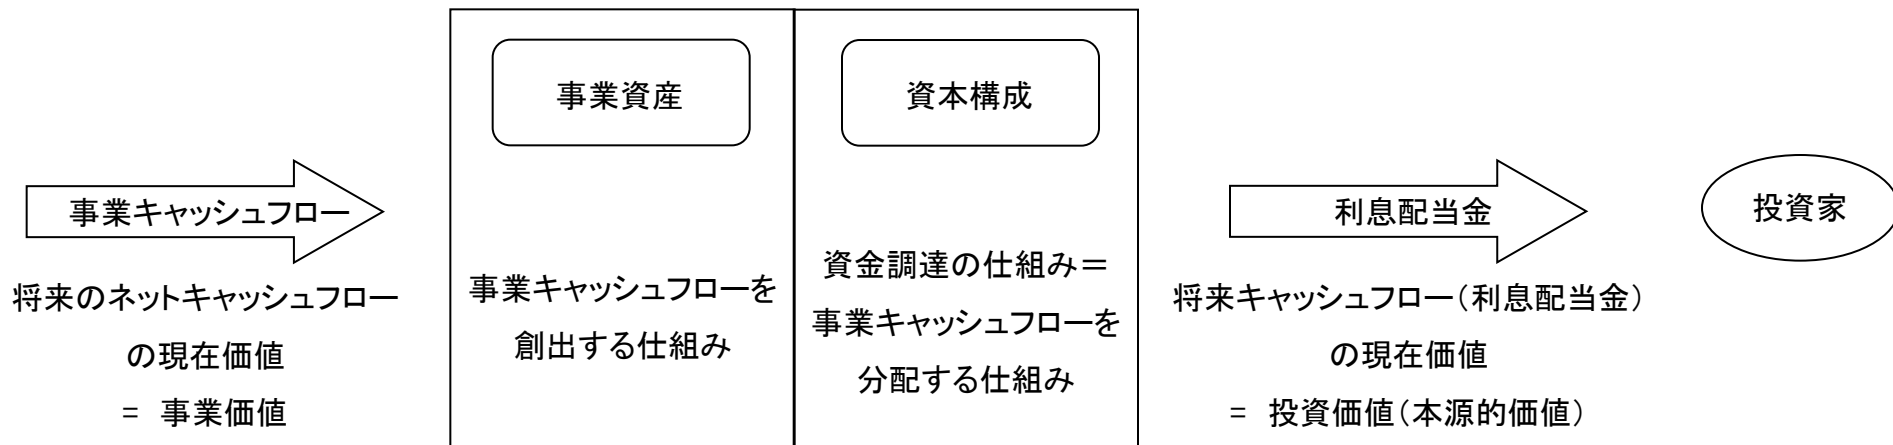 事業キャッシュフロー
将来のネットキャッシュフロー
の現在価値
= 事業価値
事業資産
事業キャッシュフローを
創出する仕組み
資本構成
資金調達の仕組み＝
事業キャッシュフローを
分配する仕組み
利息配当金
将来キャッシュフロー（利息配当金）
の現在価値
= 投資価値（本源的価値）
投資家